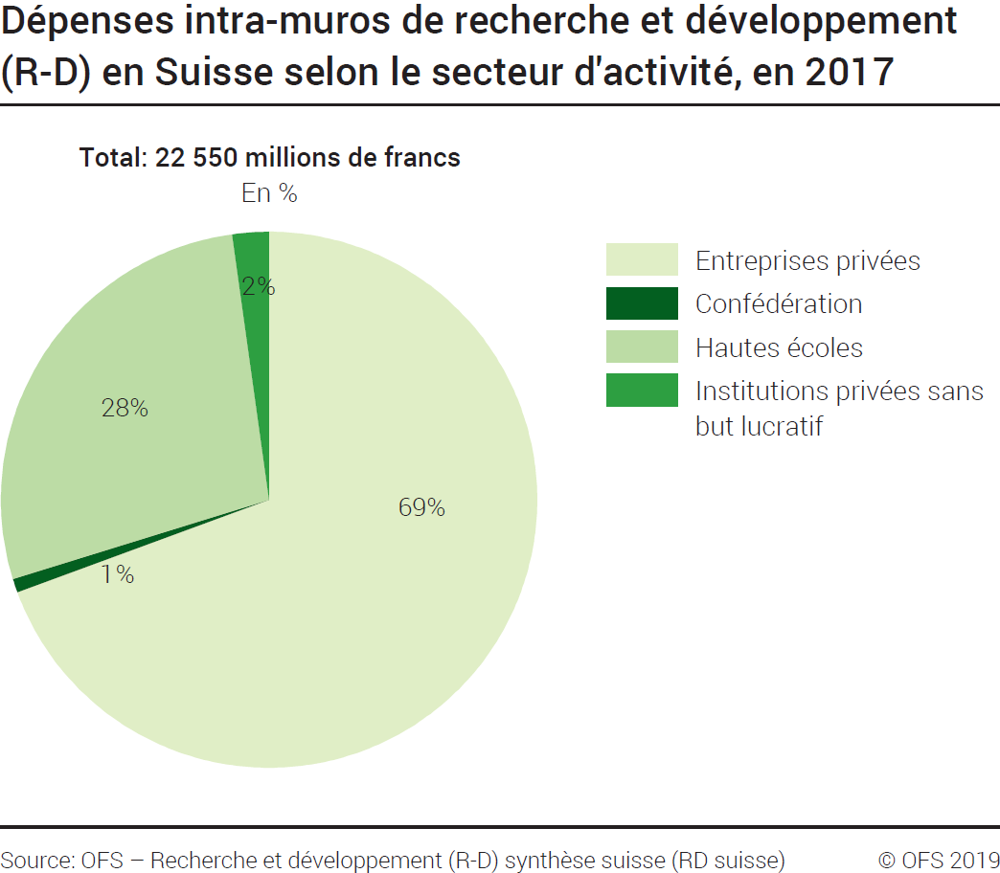 Dépenses intra-muros de recherche et développement
(R-D) en Suisse selon le secteur d'activité, en 2017
Total: 22 550 millions de francs
En %
2%
28%
69%
1%
Entreprises privées
Confédération
Hautes écoles
Institutions privées sans
but lucratif
Source: OFS – Recherche et développement (R-D) synthèse suisse (RD suisse)
© OFS 2019